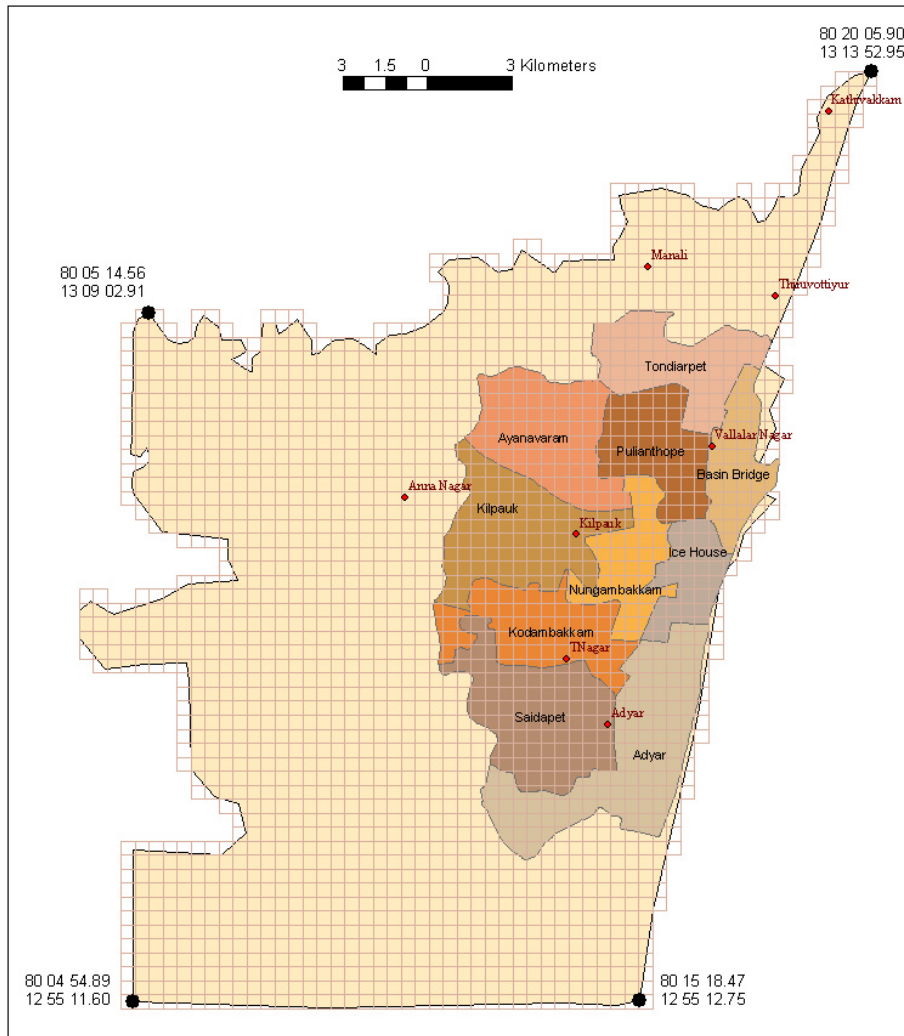 80 20 05.90
13 13 52.95
3 1.5 0 3 Kilometers
Kathivakkam
Manali
80 05 14.56
13 09 02.91
Thiruvottiyur
Tondiarpet
Ayanavaram
Vallalar Nagar
Pulianthope
Basin Bridge
Anna Nagar
Kilpauk
Kilpauk
Ice House
Nungambakkam
Kodambakkam
TNagar
Saidapet
Adyar
Adyar
80 04 54.89
12 55 11.60
80 15 18.47
12 55 12.75